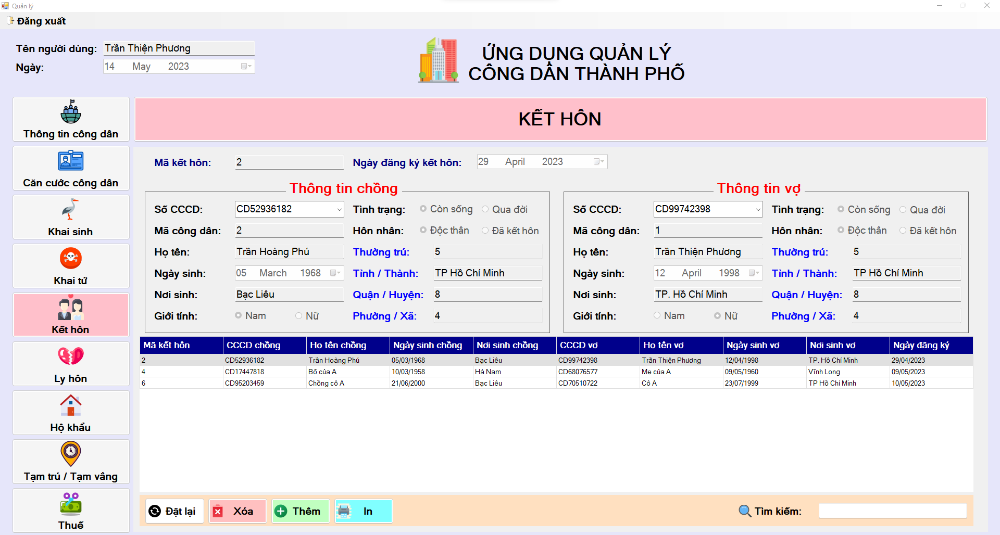 Quản lý
Đăng xuất
Tên người dùng: Trần Thiện Phương
Ngày: 14 May 2023
ỨNG DỤNG QUẢN LÝ
CÔNG DÂN THÀNH PHỐ
Thông tin công dân
Căn cước công dân
Khai sinh
Khai tử
Kết hôn
Ly hôn
Hộ khẩu
Tạm trú / Tạm vắng
Thuế
KẾT HÔN
Mã kết hôn: 2 Ngày đăng ký kết hôn: 29 April 2023
Thông tin chồng
Số CCCD: CD52936182 Tình trạng: Còn sống Qua đời
Mã công dân: 2 Hôn nhân: Độc thân Đã kết hôn
Họ tên: Trần Hoàng Phú Thường trú: 5
Ngày sinh: 05 March 1968 Tỉnh / Thành: TP Hồ Chí Minh
Nơi sinh: Bạc Liêu Quận / Huyện: 8
Giới tính: Nam Nữ Phường / Xã: 4
Thông tin vợ
Số CCCD: CD99742398 Tình trạng: Còn sống Qua đời
Mã công dân: 1 Hôn nhân: Độc thân Đã kết hôn
Họ tên: Trần Thiện Phương Thường trú: 5
Ngày sinh: 12 April 1998 Tỉnh / Thành: TP Hồ Chí Minh
Nơi sinh: TP. Hồ Chí Minh Quận / Huyện: 8
Giới tính: Nam Nữ Phường / Xã: 4
Mã kết hôn CCCD chồng Họ tên chồng Ngày sinh chồng Nơi sinh chồng CCCD vợ Họ tên vợ Ngày sinh vợ Nơi sinh vợ Ngày đăng ký
2 CD52936182 Trần Hoàng Phú 05/03/1968 Bạc Liêu CD99742398 Trần Thiện Phương 12/04/1998 TP. Hồ Chí Minh 29/04/2023
4 CD17447818 Bố của A 10/03/1958 Hà Nam CD68076577 Mẹ của A 09/05/1960 Vĩnh Long 09/05/2023
6 CD95203459 Chồng cô A 21/06/2000 Bạc Liêu CD70510722 Cô A 23/07/1999 TP Hồ Chí Minh 10/05/2023
Đặt lại Xóa Thêm In Tìm kiếm: